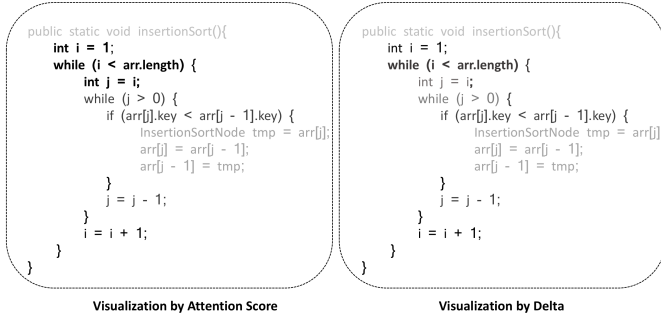 public static void insertionSort(){
int i = 1;
while (i < arr.length) {
int j = i;
while (j > 0) {
if (arr[j].key < arr[j - 1].key) {
InsertionSortNode tmp = arr[j];
arr[j] = arr[j - 1];
arr[j - 1] = tmp;
}
j = j - 1;
}
i = i + 1;
}
}
Visualization by Attention Score
public static void insertionSort(){
int i = 1;
while (i < arr.length) {
int j = i;
while (j > 0) {
if (arr[j].key < arr[j - 1].key) {
InsertionSortNode tmp = arr[j]
arr[j] = arr[j - 1];
arr[j - 1] = tmp;
}
j = j - 1;
}
i = i + 1;
}
}
Visualization by Delta